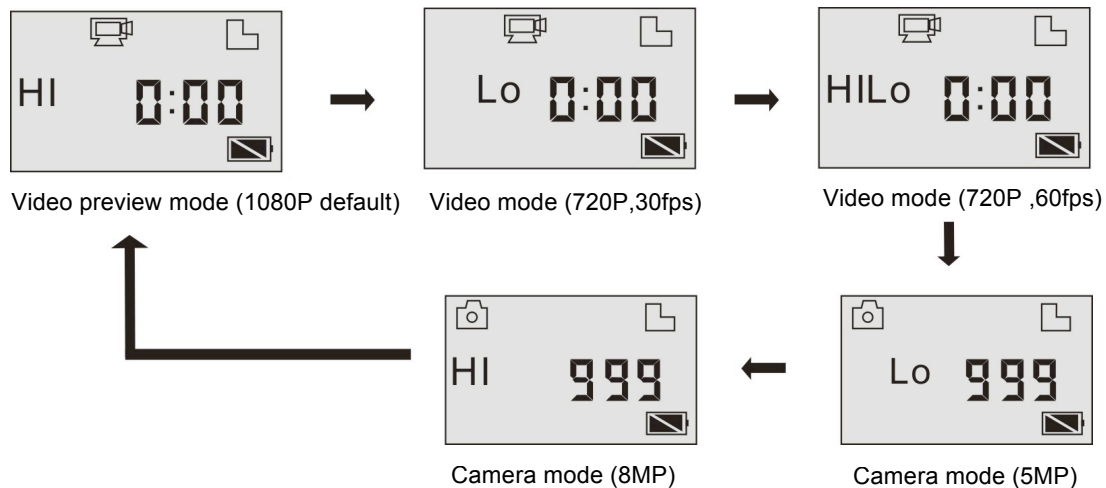 HI 0:00
Lo 0:00
HILo 0:00
Video preview mode (1080P default)
Video mode (720P,30fps)
Video mode (720P ,60fps)
HI 999
Lo 999
Camera mode (8MP)
Camera mode (5MP)